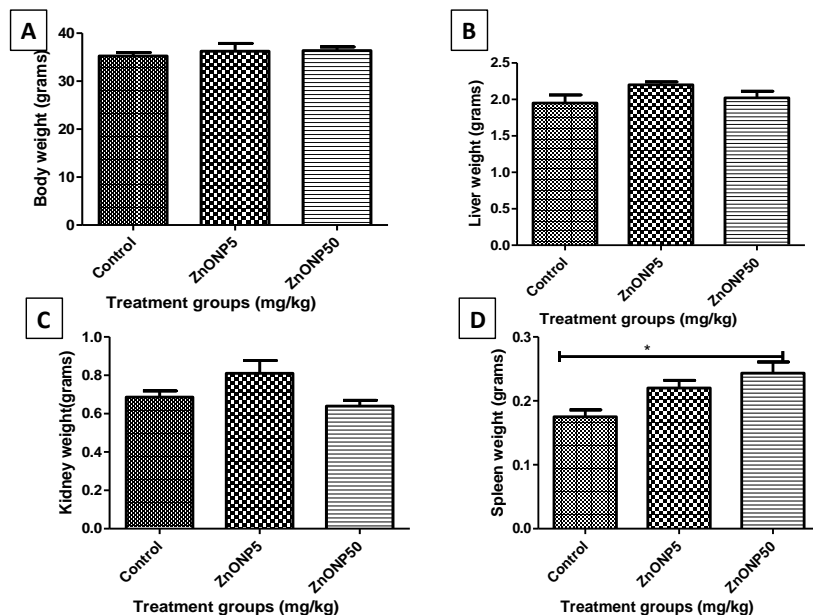 A
Body weight (grams)
40
30
20
10
0
Control
ZnONP5
ZnONP50
Treatment groups (mg/kg)
B
Liver weight (grams)
2.5
2.0
1.5
1.0
0.5
0.0
Control
ZnONP5
ZnONP50
Treatment groups (mg/kg)
C
Kidney weight(grams)
1.0
0.8
0.6
0.4
0.2
0.0
Control
ZnONP5
ZnONP50
Treatment groups (mg/kg)
D
Spleen weight (grams)
0.3
0.2
0.1
0.0
*
Control
ZnONP5
ZnONP50
Treatment groups (mg/kg)